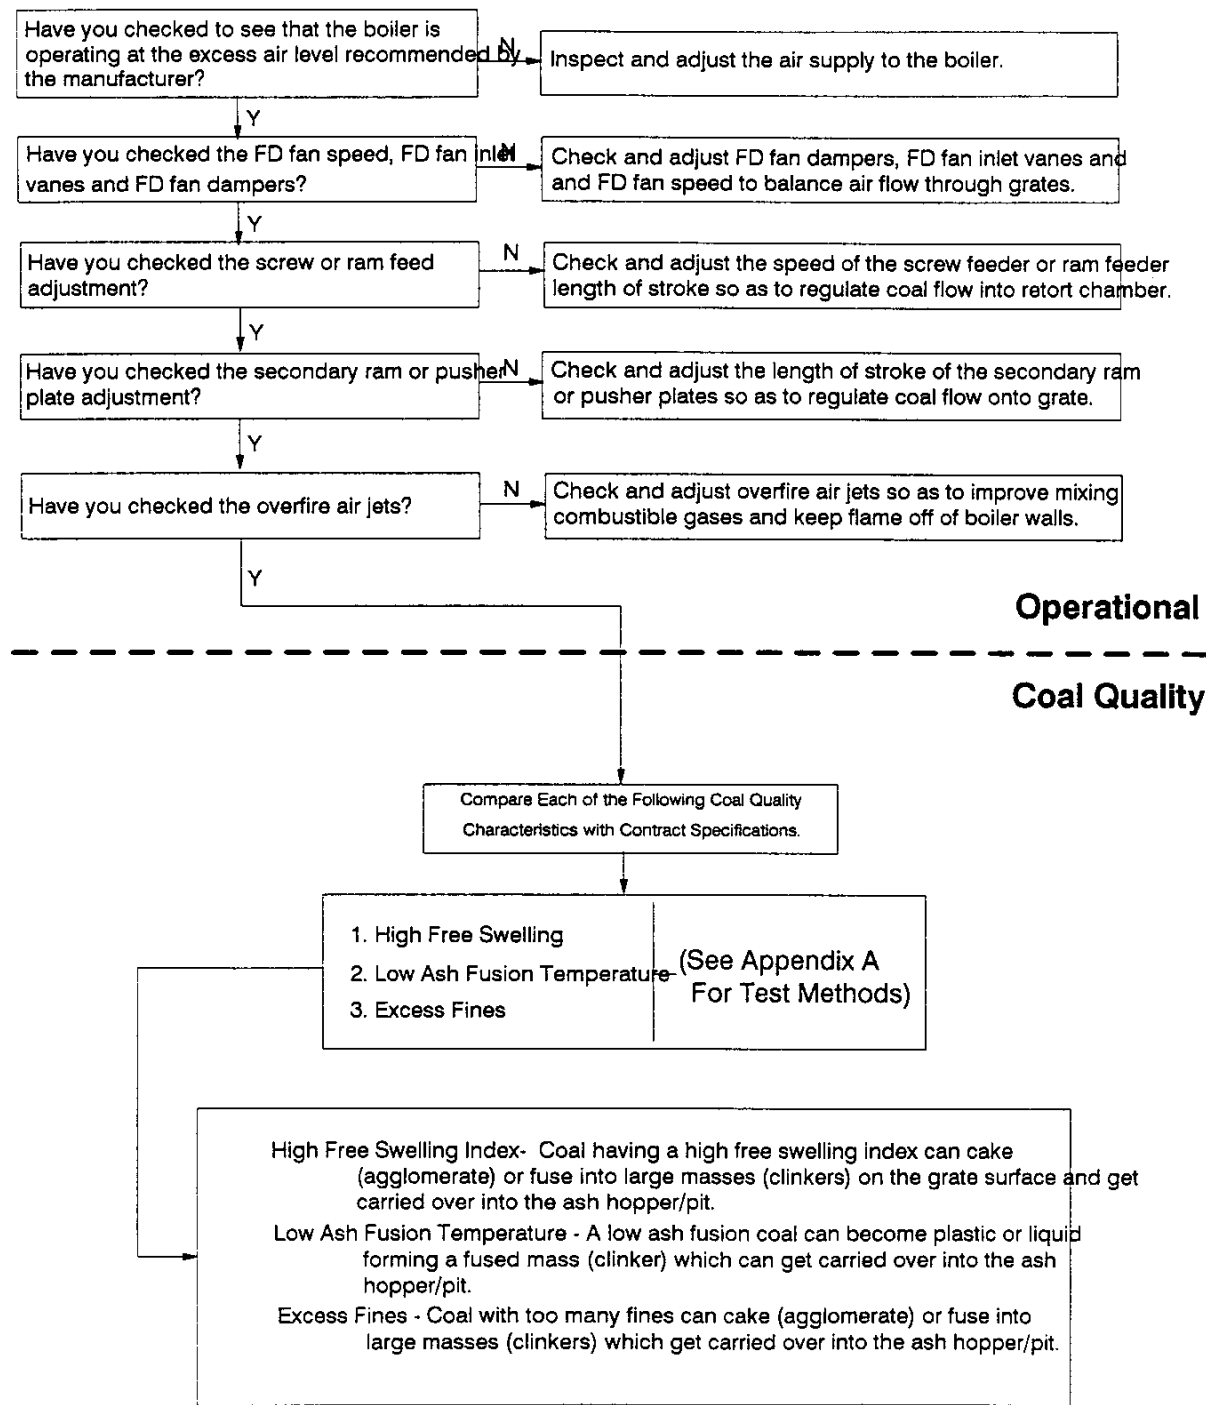 Have you checked to see that the boiler is
operating at the excess air level recommended by
the manufacturer?
N
Inspect and adjust the air supply to the boiler.
Y
Have you checked the FD fan speed, FD fan inlet
vanes and FD fan dampers?
N
Check and adjust FD fan dampers, FD fan inlet vanes and
and FD fan speed to balance air flow through grates.
Y
Have you checked the screw or ram feed
adjustment?
N
Check and adjust the speed of the screw feeder or ram feeder
length of stroke so as to regulate coal flow into retort chamber.
Y
Have you checked the secondary ram or pusher
plate adjustment?
N
Check and adjust the length of stroke of the secondary ram
or pusher plates so as to regulate coal flow onto grate.
Y
Have you checked the overfire air jets?
N
Check and adjust overfire air jets so as to improve mixing
combustible gases and keep flame off of boiler walls.
Y
Operational
Coal Quality
Compare Each of the Following Coal Quality
Characteristics with Contract Specifications.
1. High Free Swelling
2. Low Ash Fusion Temperature
3. Excess Fines
(See Appendix A
For Test Methods)
High Free Swelling Index- Coal having a high free swelling index can cake
(agglomerate) or fuse into large masses (clinkers) on the grate surface and get
carried over into the ash hopper/pit.
Low Ash Fusion Temperature - A low ash fusion coal can become plastic or liquid
forming a fused mass (clinker) which can get carried over into the ash
hopper/pit.
Excess Fines - Coal with too many fines can cake (agglomerate) or fuse into
large masses (clinkers) which get carried over into the ash hopper/pit.